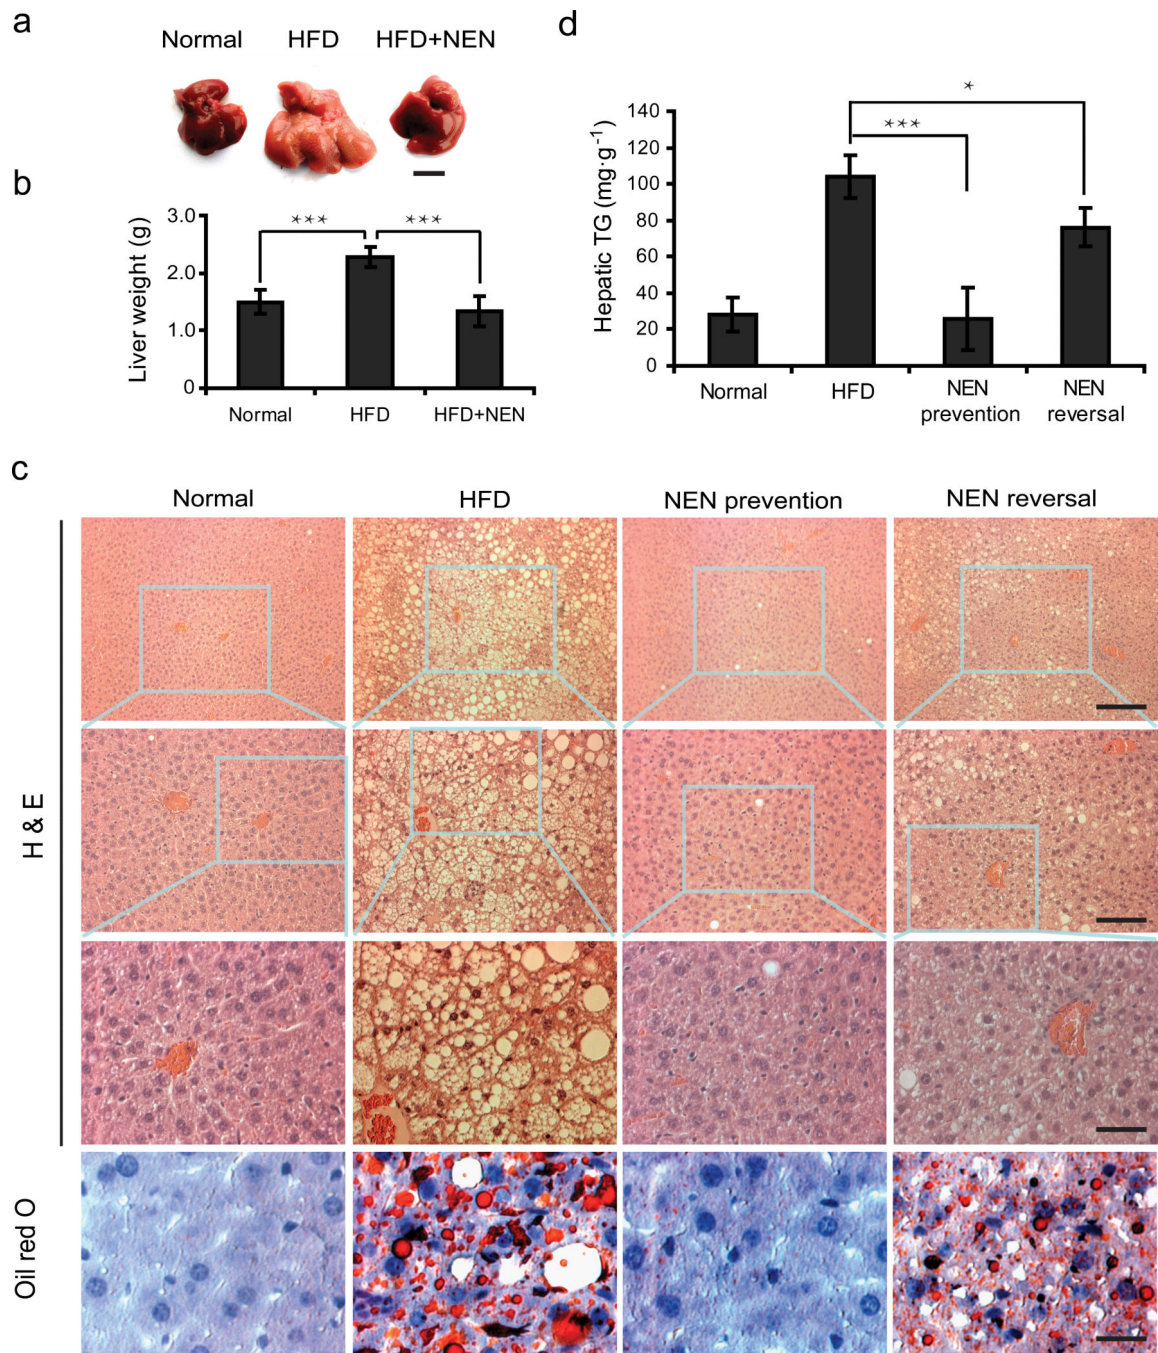 a
Normal
HFD
HFD+NEN
b
Liver weight (g)
3.0
2.0
1.0
0
***
***
Normal
HFD
HFD+NEN
d
Hepatic TG (mg·g⁻¹)
140
120
100
80
60
40
20
0
***
*
Normal
HFD
NEN
prevention
NEN
reversal
c
Normal
HFD
NEN prevention
NEN reversal
H & E
Oil red O